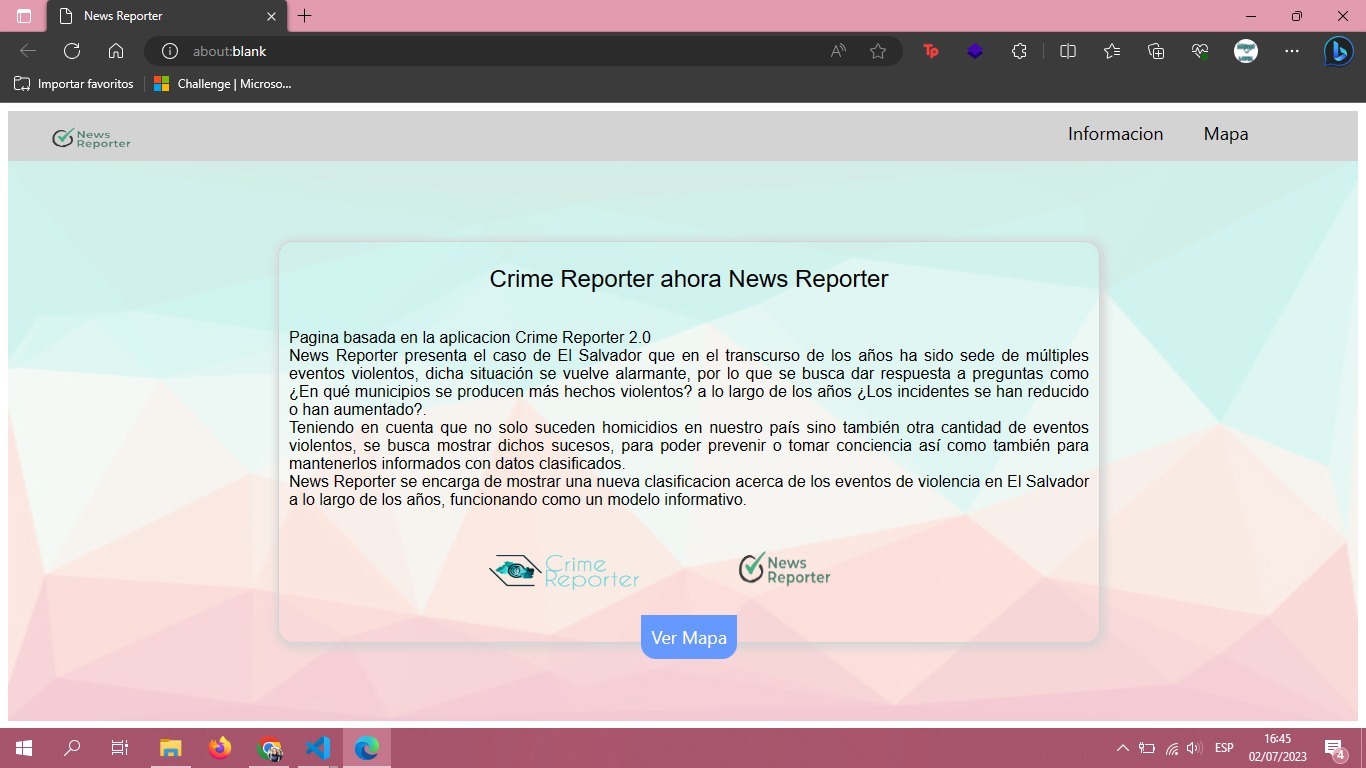 News Reporter
about:blank
Importar favoritos
Challenge | Microso...
News
Reporter
Informacion
Mapa
Crime Reporter ahora News Reporter
Pagina basada en la aplicacion Crime Reporter 2.0
News Reporter presenta el caso de El Salvador que en el transcurso de los años ha sido sede de múltiples
eventos violentos, dicha situación se vuelve alarmante, por lo que se busca dar respuesta a preguntas como
¿En qué municipios se producen más hechos violentos? a lo largo de los años ¿Los incidentes se han reducido
o han aumentado?.
Teniendo en cuenta que no solo suceden homicidios en nuestro país sino también otra cantidad de eventos
violentos, se busca mostrar dichos sucesos, para poder prevenir o tomar conciencia así como también para
mantenerlos informados con datos clasificados.
News Reporter se encarga de mostrar una nueva clasificacion acerca de los eventos de violencia en El Salvador
a lo largo de los años, funcionando como un modelo informativo.
Crime
Reporter
News
Reporter
Ver Mapa
ESP
16:45
02/07/2023
4